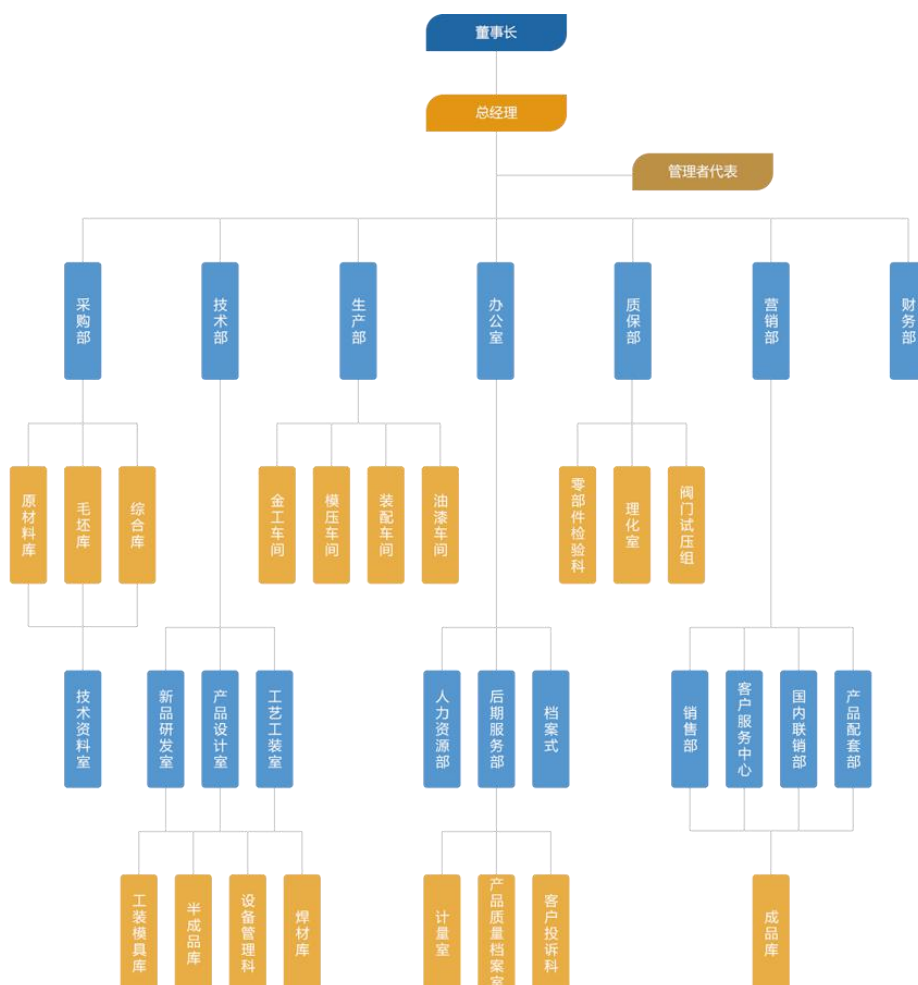 董事长
总经理
管理者代表
采购部
技术部
生产部
办公室
质保部
营销部
财务部
原材料库
毛坯库
综合库
金工车间
模压车间
装配车间
油漆车间
零部件检验科
理化室
阀门试压组
技术资料室
新品研发室
产品设计室
工艺工装室
人力资源部
后期服务部
档案式
销售部
客户服务中心
国内联销部
产品配套部
工装模具库
半成品库
设备管理科
焊材库
计量室
产品质量档案室
客户投诉科
成品库